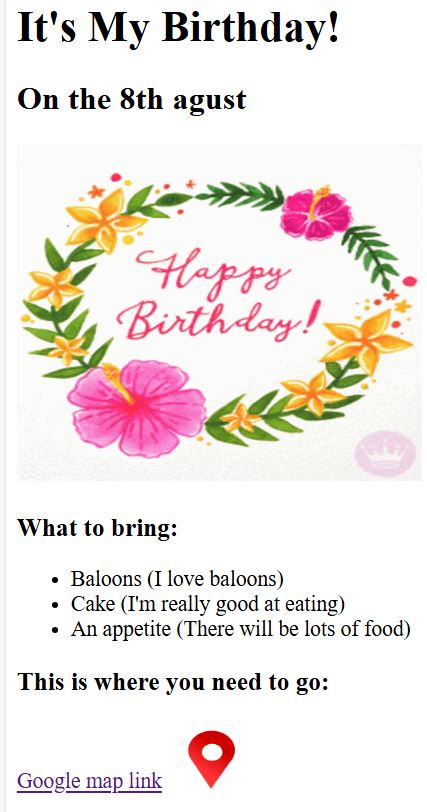 It's My Birthday!
On the 8th agust
Happy
Birthday!
What to bring:
• Baloons (I love baloons)
• Cake (I'm really good at eating)
• An appetite (There will be lots of food)
This is where you need to go:
Google map link